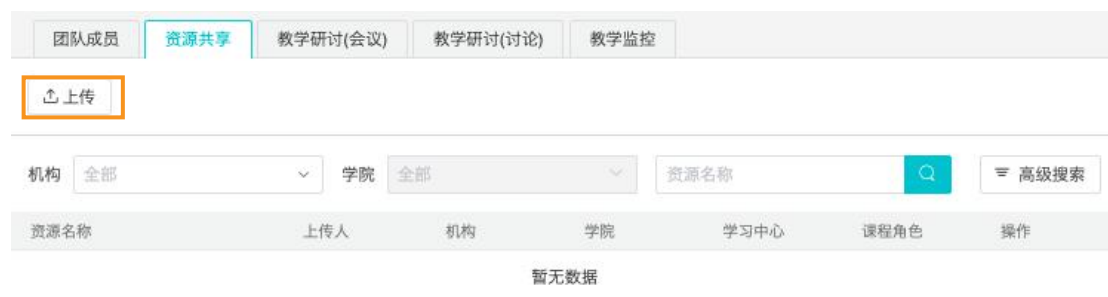 团队成员 资源共享 教学研讨(会议) 教学研讨(讨论) 教学监控
上传
机构 全部 学院 全部 资源名称 高级搜索
资源名称 上传人 机构 学院 学习中心 课程角色 操作
暂无数据